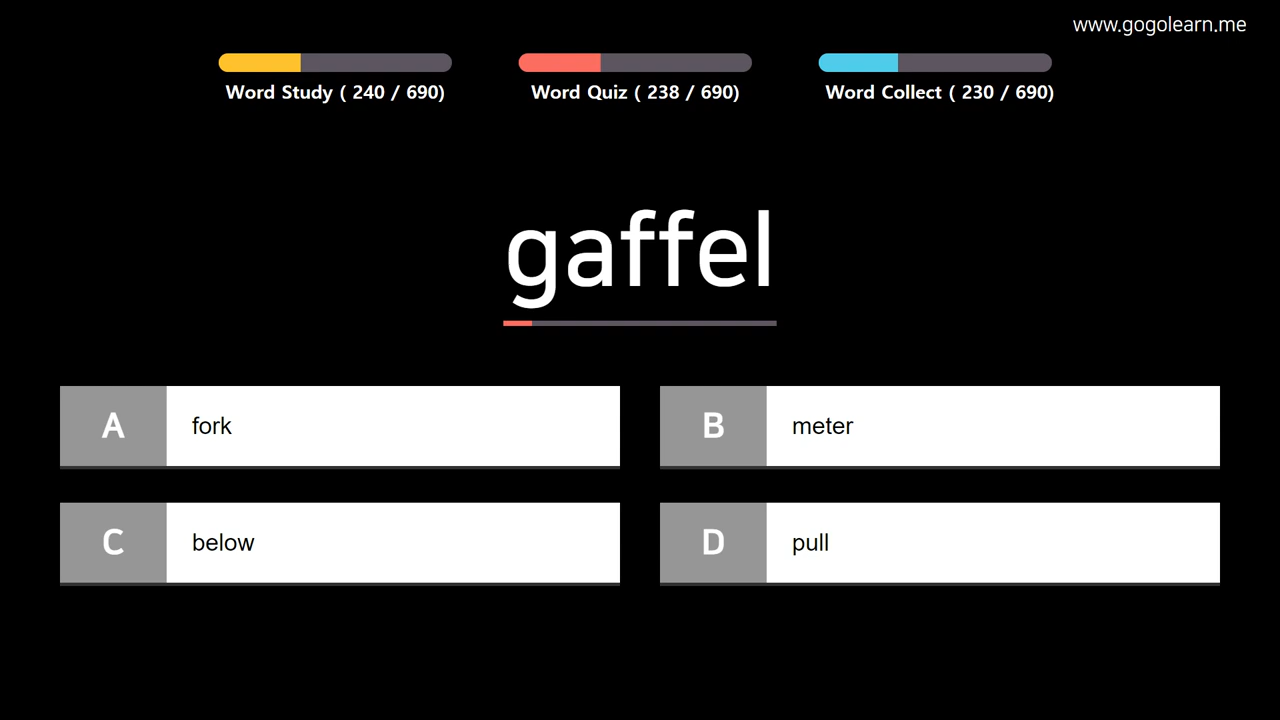 www.gogolearn.me
Word Study ( 240 / 690)
Word Quiz ( 238 / 690)
Word Collect ( 230 / 690)
gaffel
A fork
B meter
C below
D pull